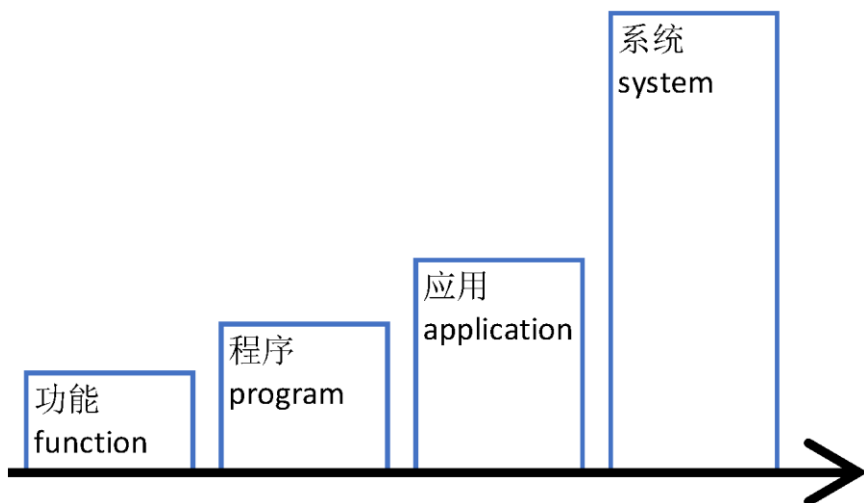 功能
function
程序
program
应用
application
系统
system